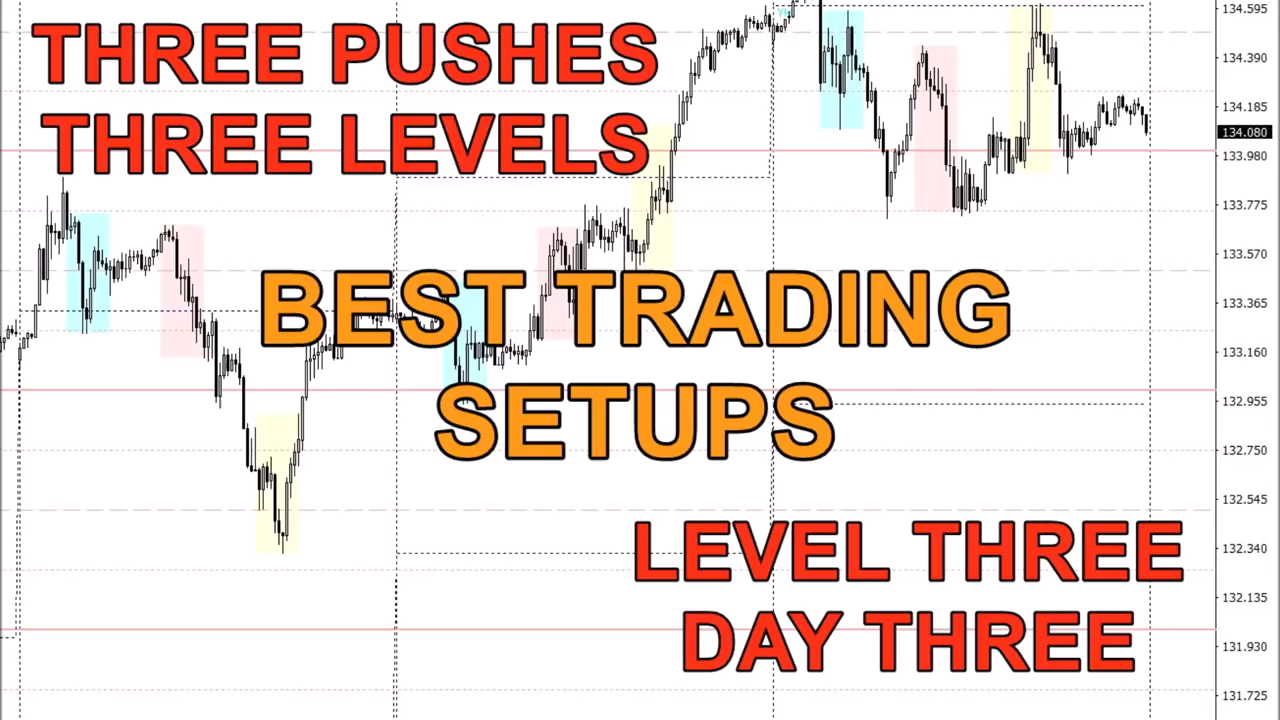 THREE PUSHES
THREE LEVELS
BEST TRADING
SETUPS
LEVEL THREE
DAY THREE
134.595
134.390
134.185
134.080
133.980
133.775
133.570
133.365
133.160
132.955
132.750
132.545
132.340
132.135
131.930
131.725